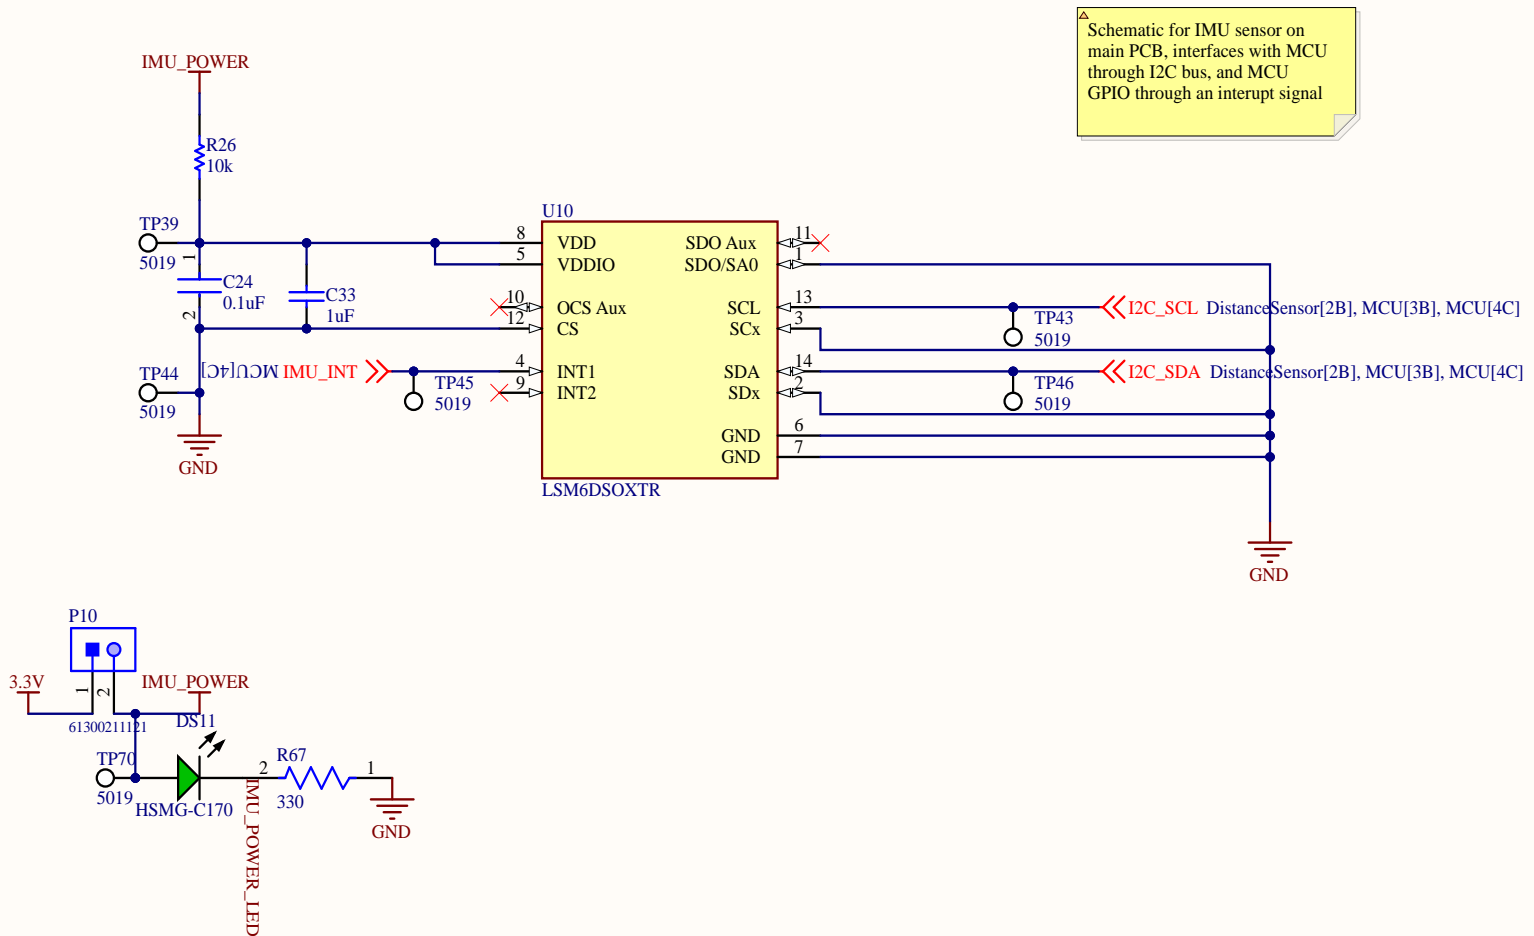 Schematic for IMU sensor on
main PCB, interfaces with MCU
through I2C bus, and MCU
GPIO through an interupt signal
IMU_POWER
R26
10k
TP39
5019
1
C24
0.1uF
2
C33
1uF
TP44
5019
GND
MCU[4C]
IMU_INT
TP45
5019
U10
8
VDD
5
VDDIO
10
OCS Aux
12
CS
4
INT1
9
INT2
SDO Aux
11
SDO/SA0
1
SCL
13
SCx
3
SDA
14
SDx
2
GND
6
GND
7
LSM6DSOXTR
TP43
5019
I2C_SCL DistanceSensor[2B], MCU[3B], MCU[4C]
TP46
5019
I2C_SDA DistanceSensor[2B], MCU[3B], MCU[4C]
GND
P10
3.3V
1
2
IMU_POWER
61300211121
DS11
TP70
5019
HSMG-C170
IMU_POWER_LED
2
R67
330
1
GND